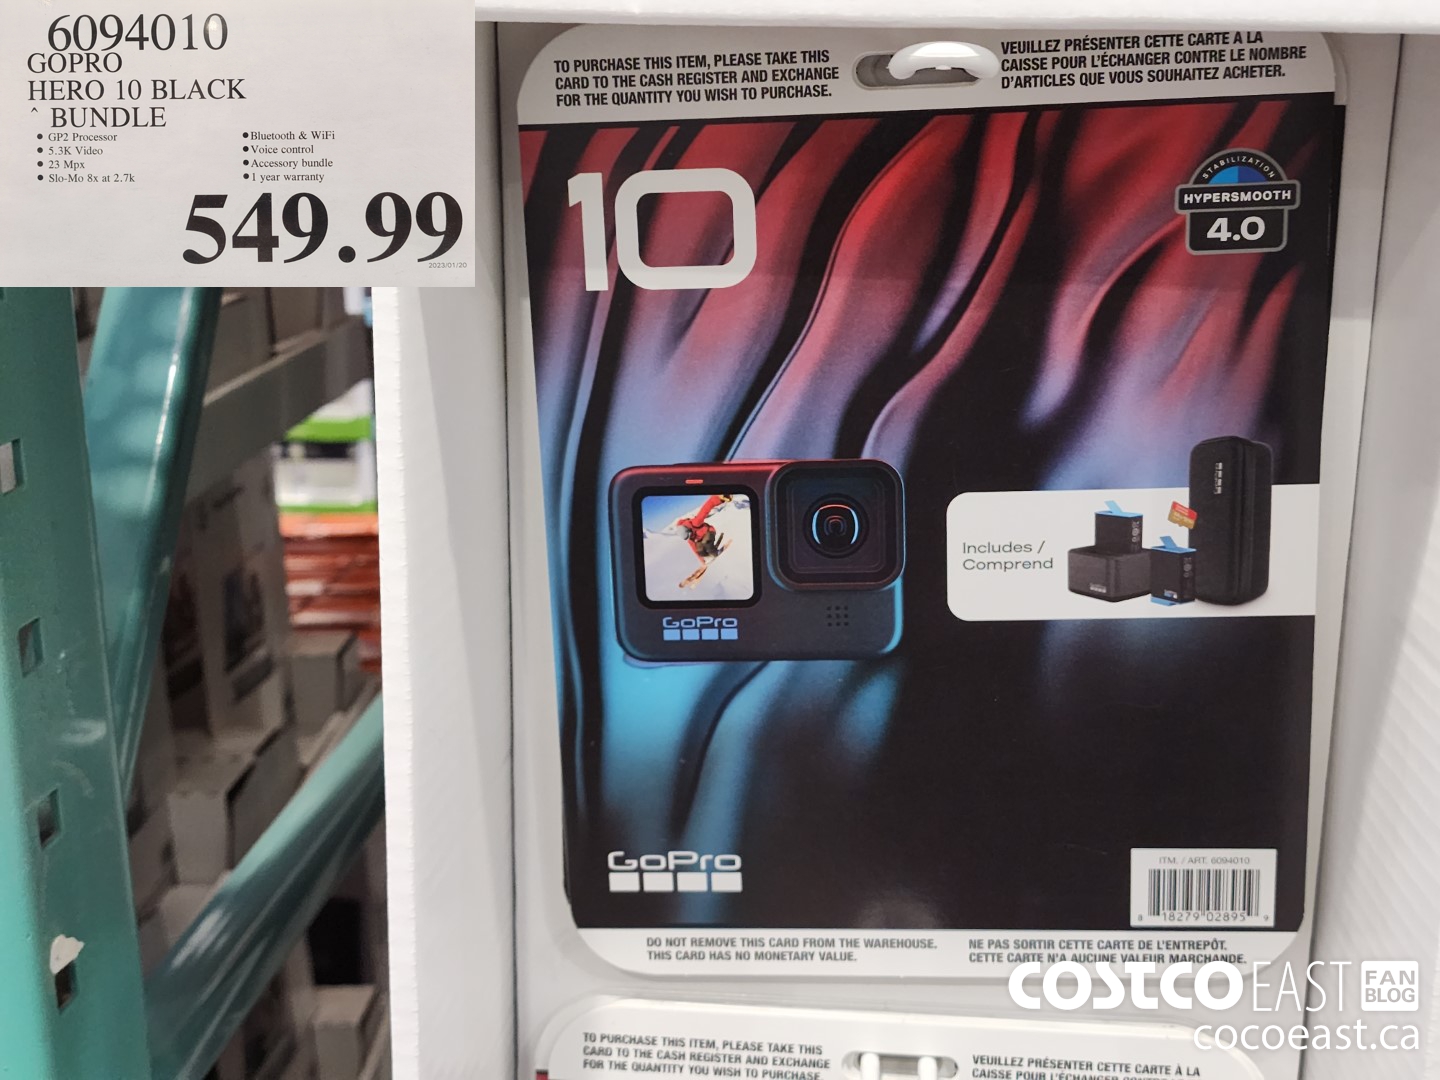 6094010
GOPRO
HERO 10 BLACK
^ BUNDLE
• GP2 Processor
• 5.3K Video
• 23 Mpx
• Slo-Mo 8x at 2.7k
• Bluetooth & WiFi
• Voice control
• Accessory bundle
• 1 year warranty
549.99
2023/01/20
TO PURCHASE THIS ITEM, PLEASE TAKE THIS
CARD TO THE CASH REGISTER AND EXCHANGE
FOR THE QUANTITY YOU WISH TO PURCHASE.
VEUILLEZ PRÉSENTER CETTE CARTE À LA
CAISSE POUR L'ÉCHANGER CONTRE LE NOMBRE
D'ARTICLES QUE VOUS SOUHAITEZ ACHETER.
10
STABILIZATION
HYPERSMOOTH
4.0
GoPro
Includes /
Comprend
GoPro
ITM. / ART. 6094010
8 18279 02895 9
DO NOT REMOVE THIS CARD FROM THE WAREHOUSE.
THIS CARD HAS NO MONETARY VALUE.
NE PAS SORTIR CETTE CARTE DE L'ENTREPÔT.
CETTE CARTE N'A AUCUNE VALEUR MARCHANDE.
COSTCO EAST FAN BLOG
cocoeast.ca
TO PURCHASE THIS ITEM, PLEASE TAKE THIS
CARD TO THE CASH REGISTER AND EXCHANGE
FOR THE QUANTITY YOU WISH TO PURCHASE.
VEUILLEZ PRÉSENTER CETTE CARTE À LA
CAISSE POUR L'ÉCHANGER